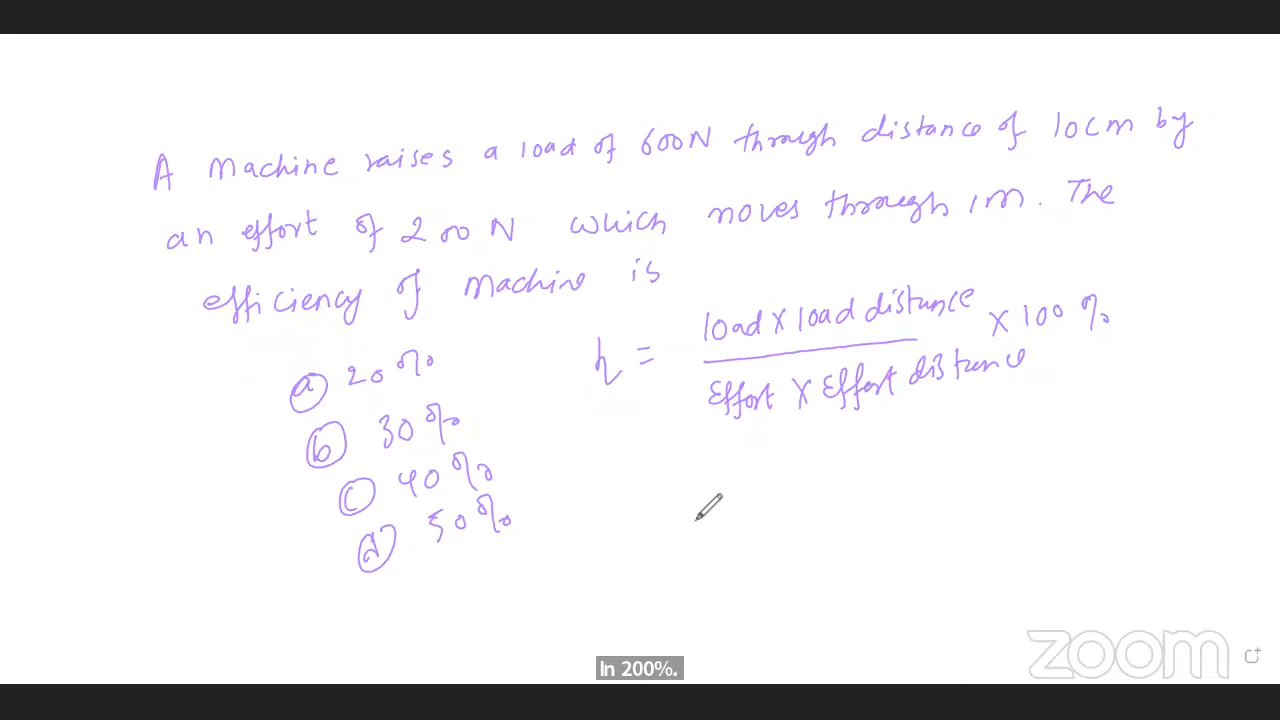 A Machine raises a load of 600N through distance of 10cm by
an effort of 200N which moves through 1m. The
efficiency of Machine is
η = load x load distance / Effort x Effort distance x 100 %
(a) 20%
(b) 30%
(c) 40%
(d) 50%
In 200%.
zoom